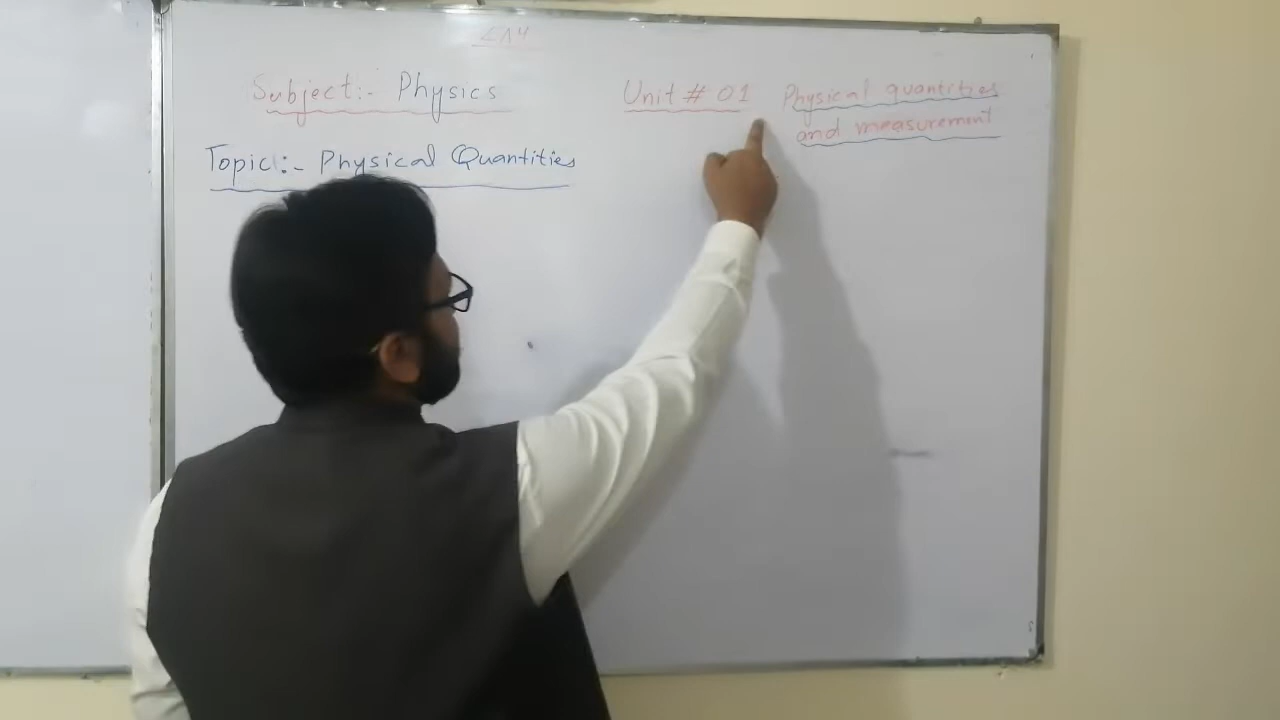 Subject:- Physics
Unit # 01
Physical quantities
and measurement
Topic:- Physical Quantities